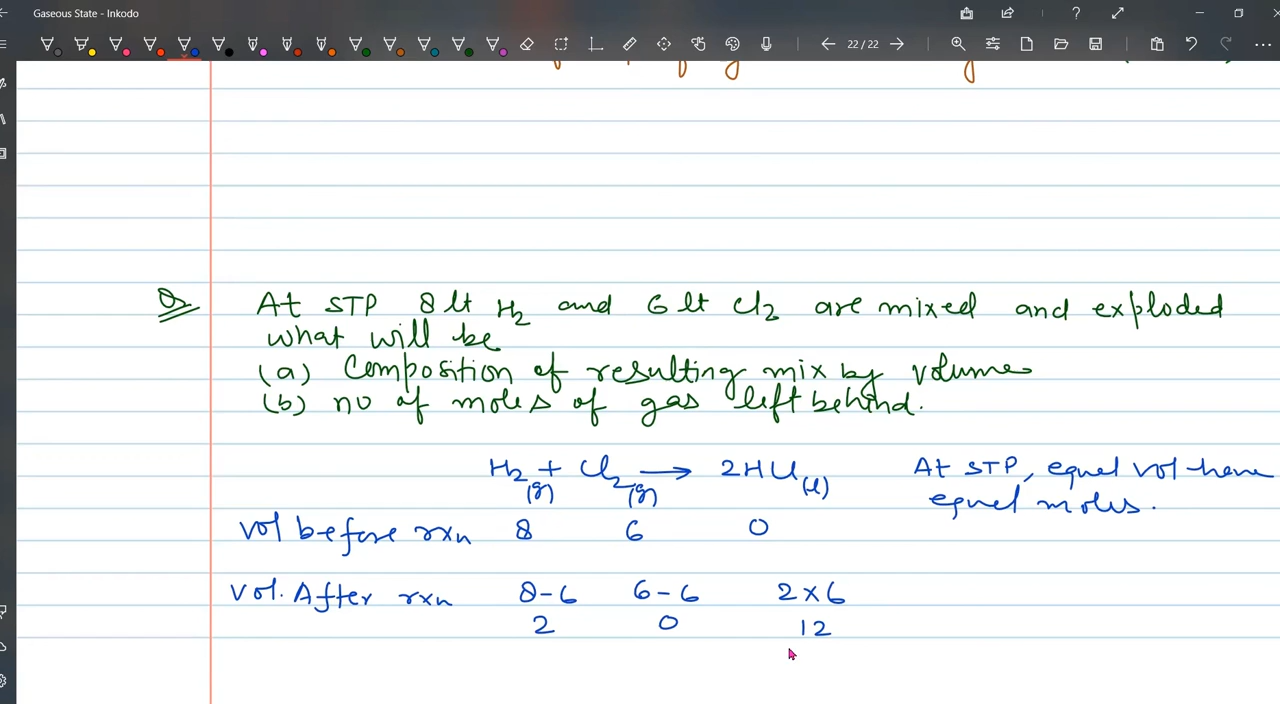 Gaseous State - Inkodo
22/22
Q
At STP 8 lt H₂ and 6 lt Cl₂ are mixed and exploded
what will be
(a) Composition of resulting mix by volume
(b) no of moles of gas left behind.
H₂(g) + Cl₂(g) → 2HCl(l)
At STP, equal vol have
equal moles.
vol before rxn 8 6 0
Vol. After rxn 8-6 6-6 2×6
2 0 12